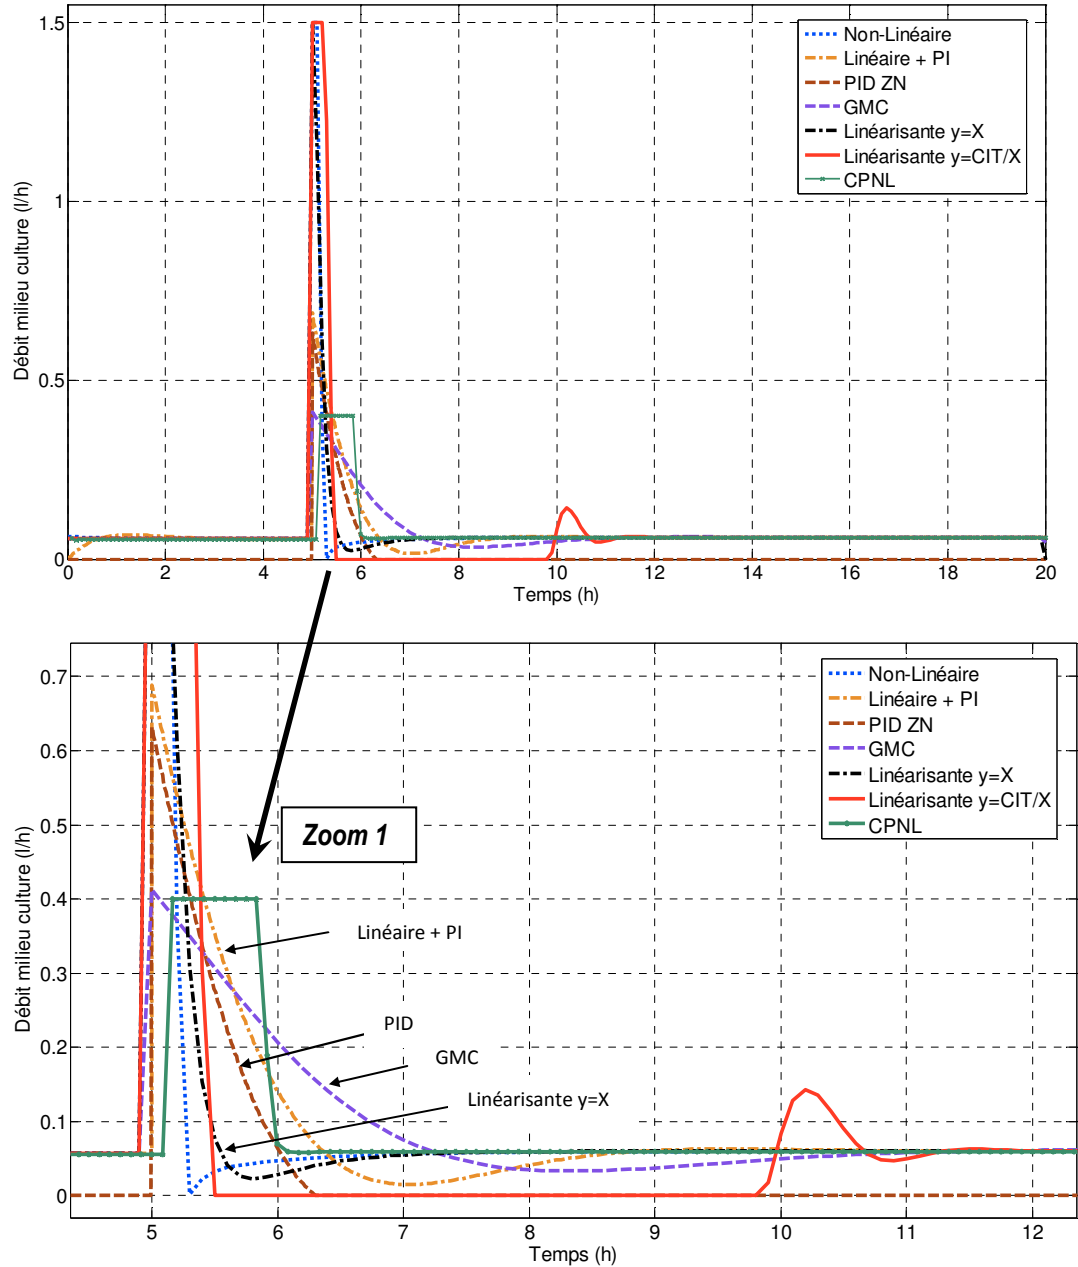 1.5
1
0.5
0
Débit milieu culture (l/h)
Non-Linéaire
Linéaire + PI
PID ZN
GMC
Linéarisante y=X
Linéarisante y=CIT/X
CPNL
0 2 4 6 8 10 12 14 16 18 20
Temps (h)
0.7
0.6
0.5
0.4
0.3
0.2
0.1
0
Débit milieu culture (l/h)
Non-Linéaire
Linéaire + PI
PID ZN
GMC
Linéarisante y=X
Linéarisante y=CIT/X
CPNL
Zoom 1
Linéaire + PI
PID
GMC
Linéarisante y=X
5 6 7 8 9 10 11 12
Temps (h)